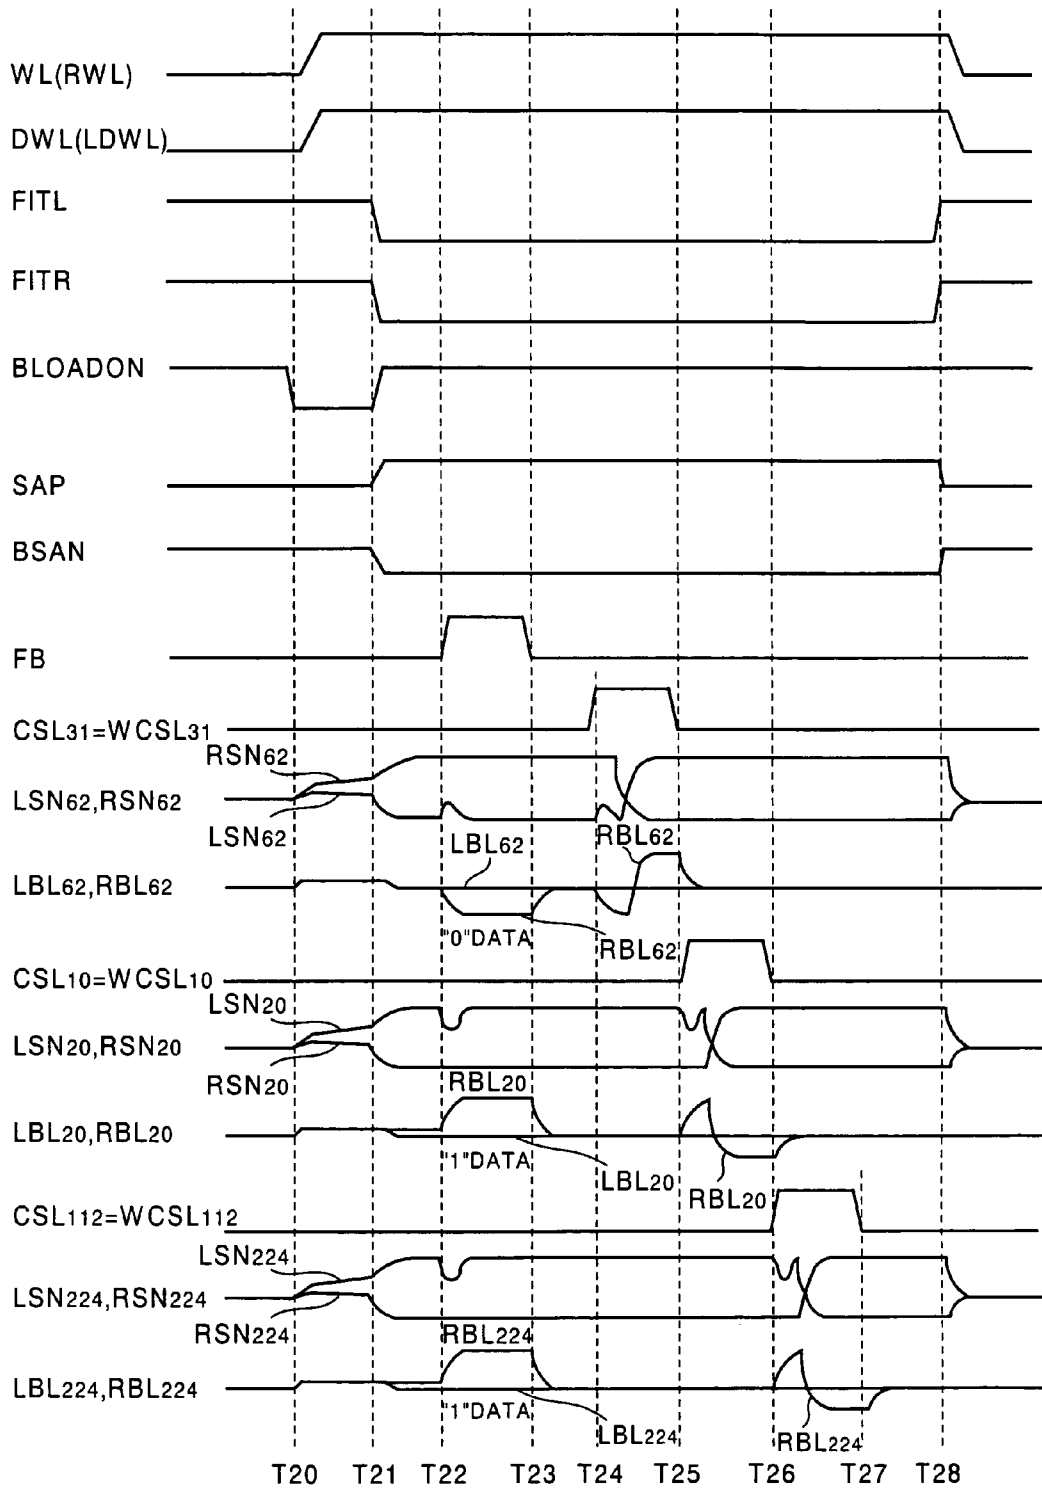 WL(RWL)
DWL(LDWL)
FITL
FITR
BLOADON
SAP
BSAN
FB
CSL31=WCSL31
RSN62
LSN62,RSN62
LSN62
LBL62
RBL62
LBL62,RBL62
"0"DATA
RBL62
CSL10=WCSL10
LSN20
LSN20,RSN20
RSN20
RBL20
LBL20,RBL20
"1"DATA
LBL20
RBL20
CSL112=WCSL112
LSN224
LSN224,RSN224
RSN224
RBL224
LBL224,RBL224
"1"DATA
LBL224
RBL224
T20 T21 T22 T23 T24 T25 T26 T27 T28